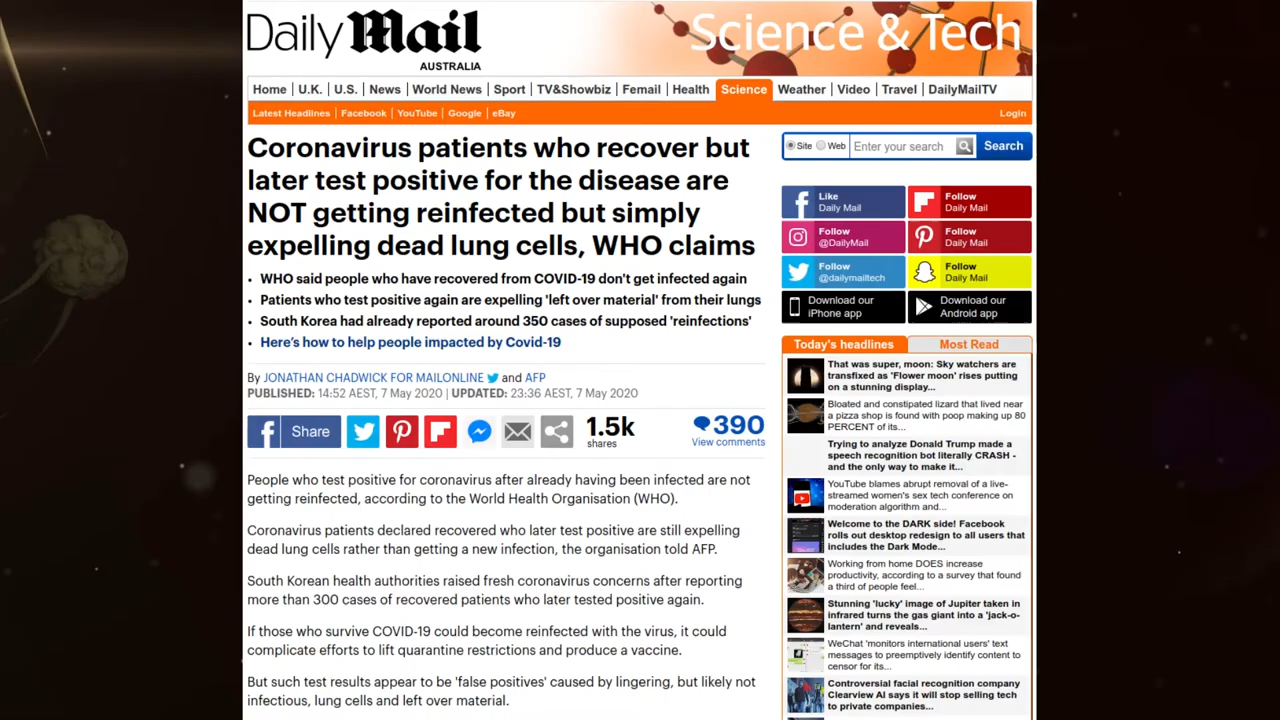 Daily Mail
AUSTRALIA
Science & Tech
Home U.K. U.S. News World News Sport TV&Showbiz Femail Health Science Weather Video Travel DailyMailTV
Latest Headlines Facebook YouTube Google eBay Login
Coronavirus patients who recover but
later test positive for the disease are
NOT getting reinfected but simply
expelling dead lung cells, WHO claims
• WHO said people who have recovered from COVID-19 don't get infected again
• Patients who test positive again are expelling 'left over material' from their lungs
• South Korea had already reported around 350 cases of supposed 'reinfections'
• Here's how to help people impacted by Covid-19
By JONATHAN CHADWICK FOR MAILONLINE and AFP
PUBLISHED: 14:52 AEST, 7 May 2020 | UPDATED: 23:36 AEST, 7 May 2020
Share
1.5k
shares
390
View comments
People who test positive for coronavirus after already having been infected are not
getting reinfected, according to the World Health Organisation (WHO).
Coronavirus patients declared recovered who later test positive are still expelling
dead lung cells rather than getting a new infection, the organisation told AFP.
South Korean health authorities raised fresh coronavirus concerns after reporting
more than 300 cases of recovered patients who later tested positive again.
If those who survive COVID-19 could become reinfected with the virus, it could
complicate efforts to lift quarantine restrictions and produce a vaccine.
But such test results appear to be 'false positives' caused by lingering, but likely not
infectious, lung cells and left over material.
Site Web Enter your search Search
Like
Daily Mail
Follow
Daily Mail
Follow
@DailyMail
Follow
Daily Mail
Follow
@dailymailtech
Follow
Daily Mail
Download our
iPhone app
Download our
Android app
Today's headlines Most Read
That was super, moon: Sky watchers are
transfixed as 'Flower moon' rises putting
on a stunning display...
Bloated and constipated lizard that lived near
a pizza shop is found with poop making up 80
PERCENT of its...
Trying to analyze Donald Trump made a
speech recognition bot literally CRASH -
and the only way to make it...
YouTube blames abrupt removal of a live-
streamed women's sex tech conference on
moderation algorithm and...
Welcome to the DARK side! Facebook
rolls out desktop redesign to all users that
includes the Dark Mode...
Working from home DOES increase
productivity, according to a survey that found
a third of people feel...
Stunning 'lucky' image of Jupiter taken in
infrared turns the gas giant into a 'jack-o-
lantern' and reveals...
WeChat 'monitors international users' text
messages to preemptively identify content to
censor for its...
Controversial facial recognition company
Clearview AI says it will stop selling tech
to private companies...